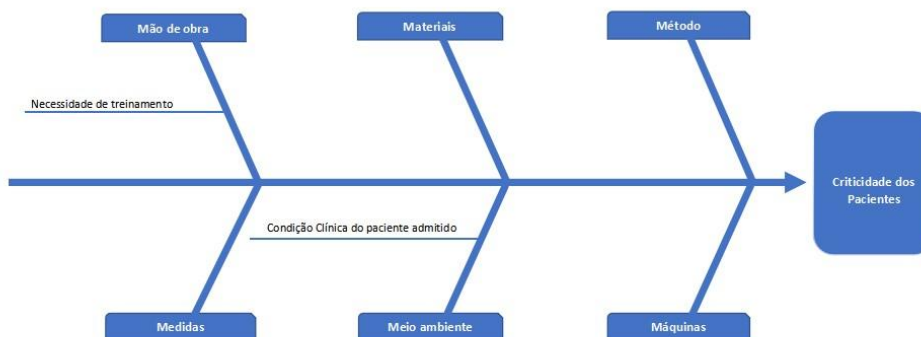 Mão de obra
Materiais
Método
Necessidade de treinamento
Criticidade dos
Pacientes
Condição Clínica do paciente admitido
Medidas
Meio ambiente
Máquinas